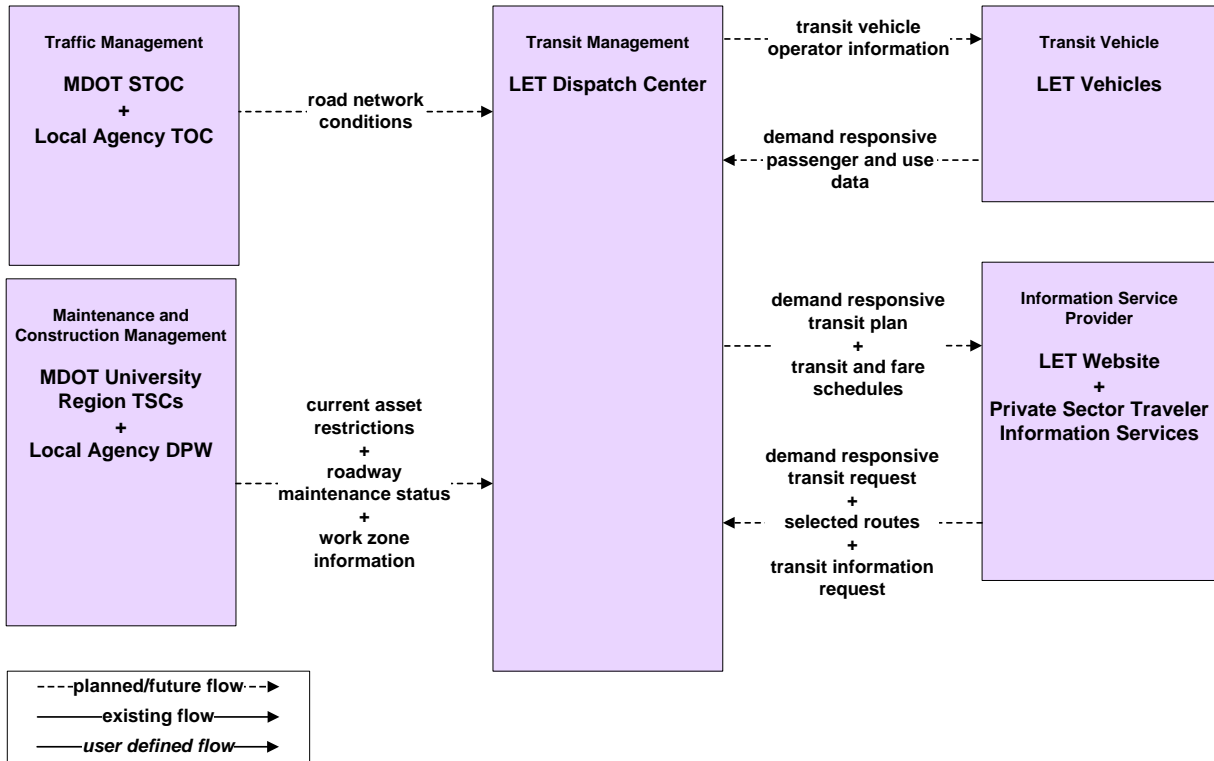 Traffic Management
MDOT STOC
+
Local Agency TOC
road network
conditions
Transit Management
LET Dispatch Center
transit vehicle
operator information
Transit Vehicle
LET Vehicles
demand responsive
passenger and use
data
Maintenance and
Construction Management
MDOT University
Region TSCs
+
Local Agency DPW
current asset
restrictions
+
roadway
maintenance status
+
work zone
information
demand responsive
transit plan
+
transit and fare
schedules
Information Service
Provider
LET Website
+
Private Sector Traveler
Information Services
demand responsive
transit request
+
selected routes
+
transit information
request
planned/future flow
existing flow
user defined flow